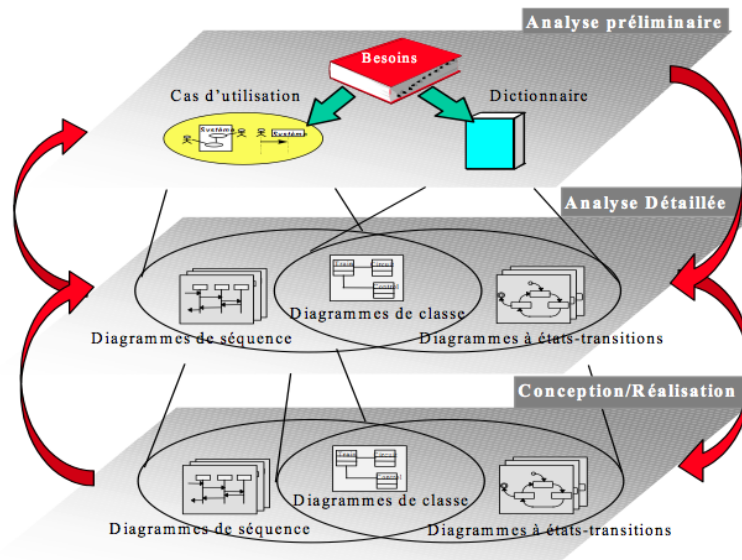 Analyse préliminaire
Besoins
Cas d'utilisation
Dictionnaire
Système
Système
Analyse Détaillée
Diagrammes de classe
Diagrammes de séquence
Diagrammes à états-transitions
Conception/Réalisation
Diagrammes de classe
Diagrammes de séquence
Diagrammes à états-transitions